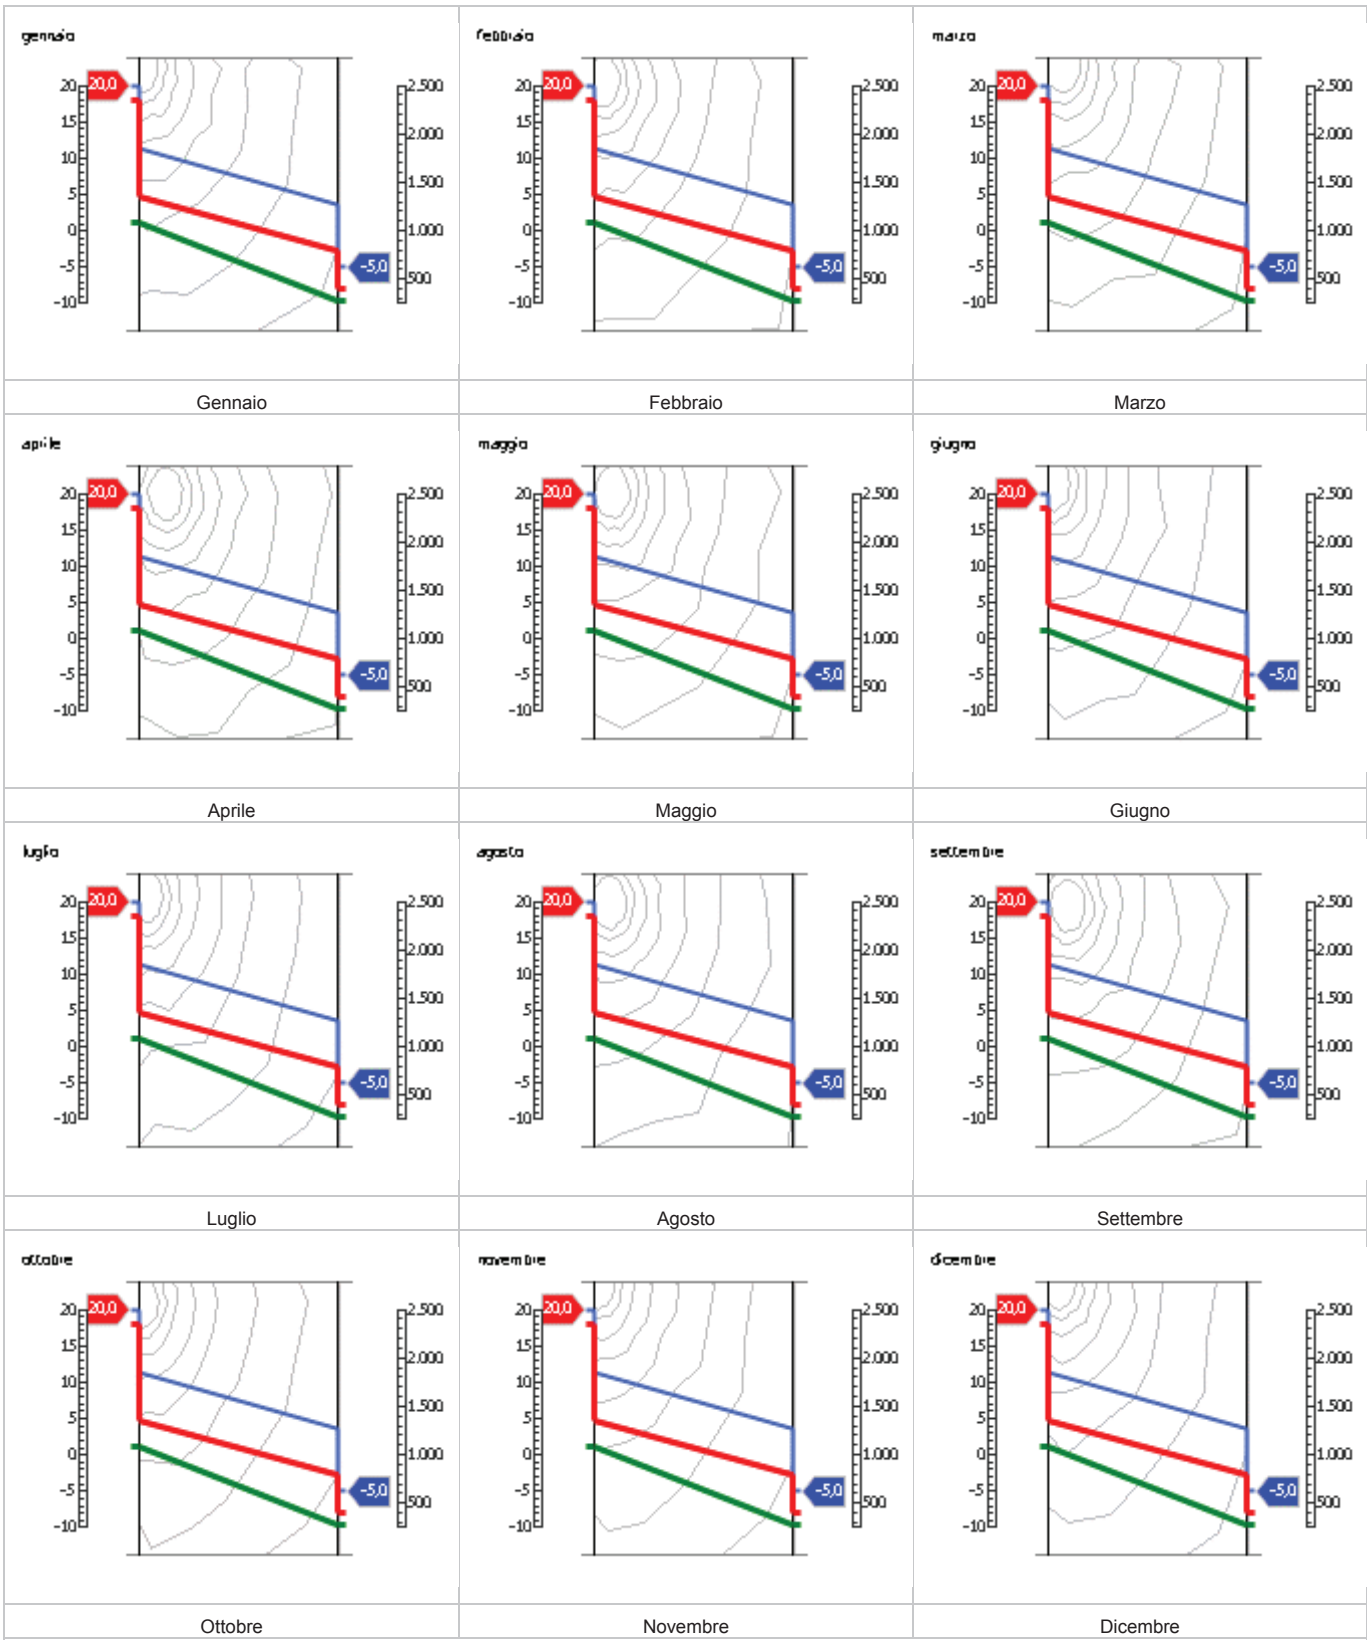 gennaio
20 20,0 2.500
15 2.000
10 1.500
5 1.000
0
-5 -5,0 500
-10
Gennaio
febbraio
20 20,0 2.500
15 2.000
10 1.500
5 1.000
0
-5 -5,0 500
-10
Febbraio
marzo
20 20,0 2.500
15 2.000
10 1.500
5 1.000
0
-5 -5,0 500
-10
Marzo
aprile
20 20,0 2.500
15 2.000
10 1.500
5 1.000
0
-5 -5,0 500
-10
Aprile
maggio
20 20,0 2.500
15 2.000
10 1.500
5 1.000
0
-5 -5,0 500
-10
Maggio
giugno
20 20,0 2.500
15 2.000
10 1.500
5 1.000
0
-5 -5,0 500
-10
Giugno
luglio
20 20,0 2.500
15 2.000
10 1.500
5 1.000
0
-5 -5,0 500
-10
Luglio
agosto
20 20,0 2.500
15 2.000
10 1.500
5 1.000
0
-5 -5,0 500
-10
Agosto
settembre
20 20,0 2.500
15 2.000
10 1.500
5 1.000
0
-5 -5,0 500
-10
Settembre
ottobre
20 20,0 2.500
15 2.000
10 1.500
5 1.000
0
-5 -5,0 500
-10
Ottobre
novembre
20 20,0 2.500
15 2.000
10 1.500
5 1.000
0
-5 -5,0 500
-10
Novembre
dicembre
20 20,0 2.500
15 2.000
10 1.500
5 1.000
0
-5 -5,0 500
-10
Dicembre